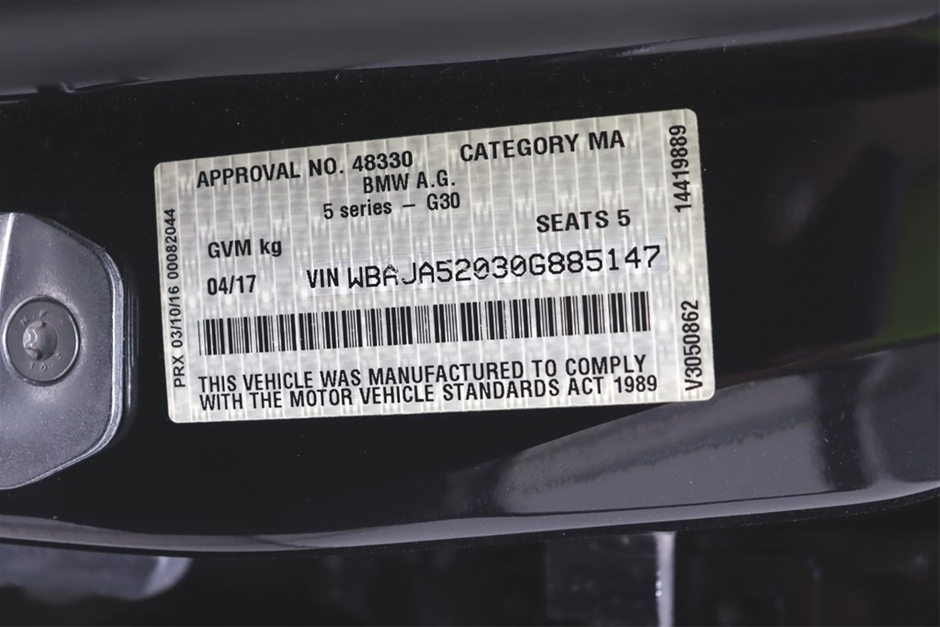 APPROVAL NO. 48330 CATEGORY MA
BMW A.G.
5 series – G30
SEATS 5
GVM kg
04/17 VIN WBAJA52030G885147
THIS VEHICLE WAS MANUFACTURED TO COMPLY
WITH THE MOTOR VEHICLE STANDARDS ACT 1989
PRX 03/10/16 00082044
14419889
V3050862